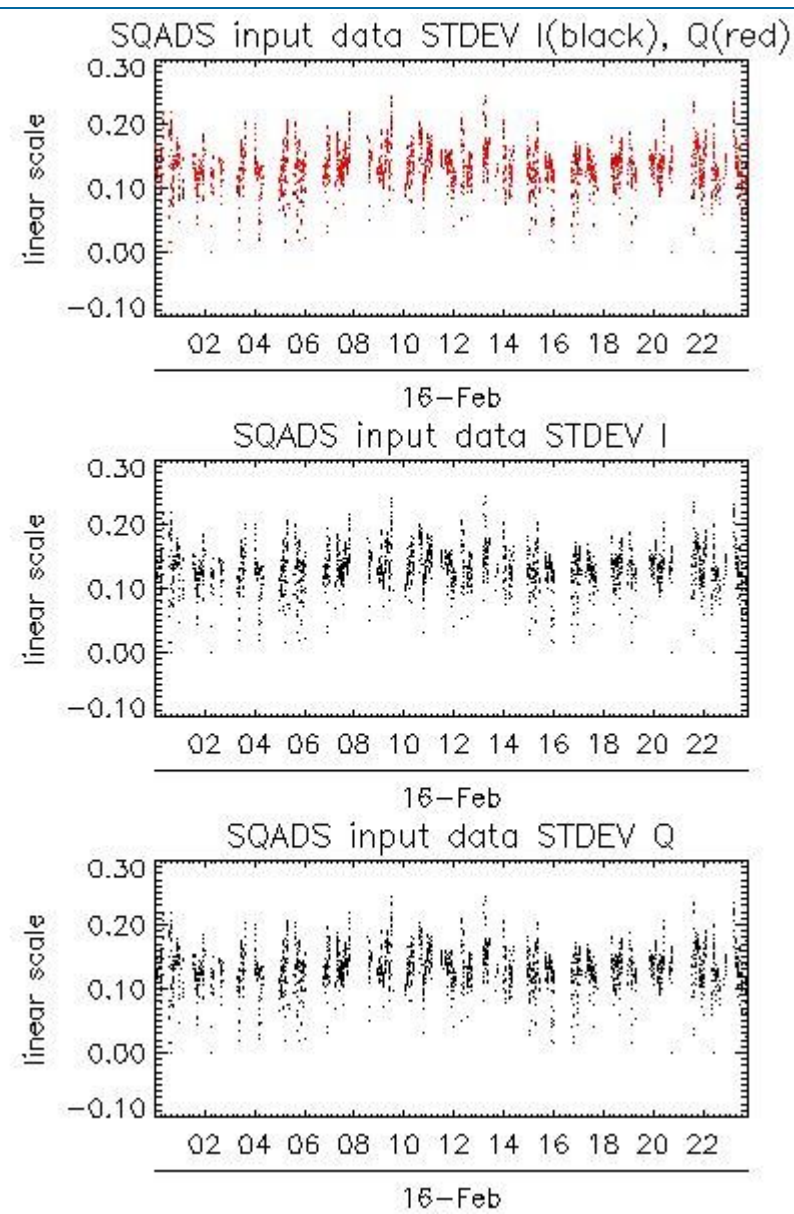 SQADS input data STDEV I(black), Q(red)
0.30
0.20
0.10
0.00
-0.10
linear scale
02 04 06 08 10 12 14 16 18 20 22
16-Feb
SQADS input data STDEV I
0.30
0.20
0.10
0.00
-0.10
linear scale
02 04 06 08 10 12 14 16 18 20 22
16-Feb
SQADS input data STDEV Q
0.30
0.20
0.10
0.00
-0.10
linear scale
02 04 06 08 10 12 14 16 18 20 22
16-Feb